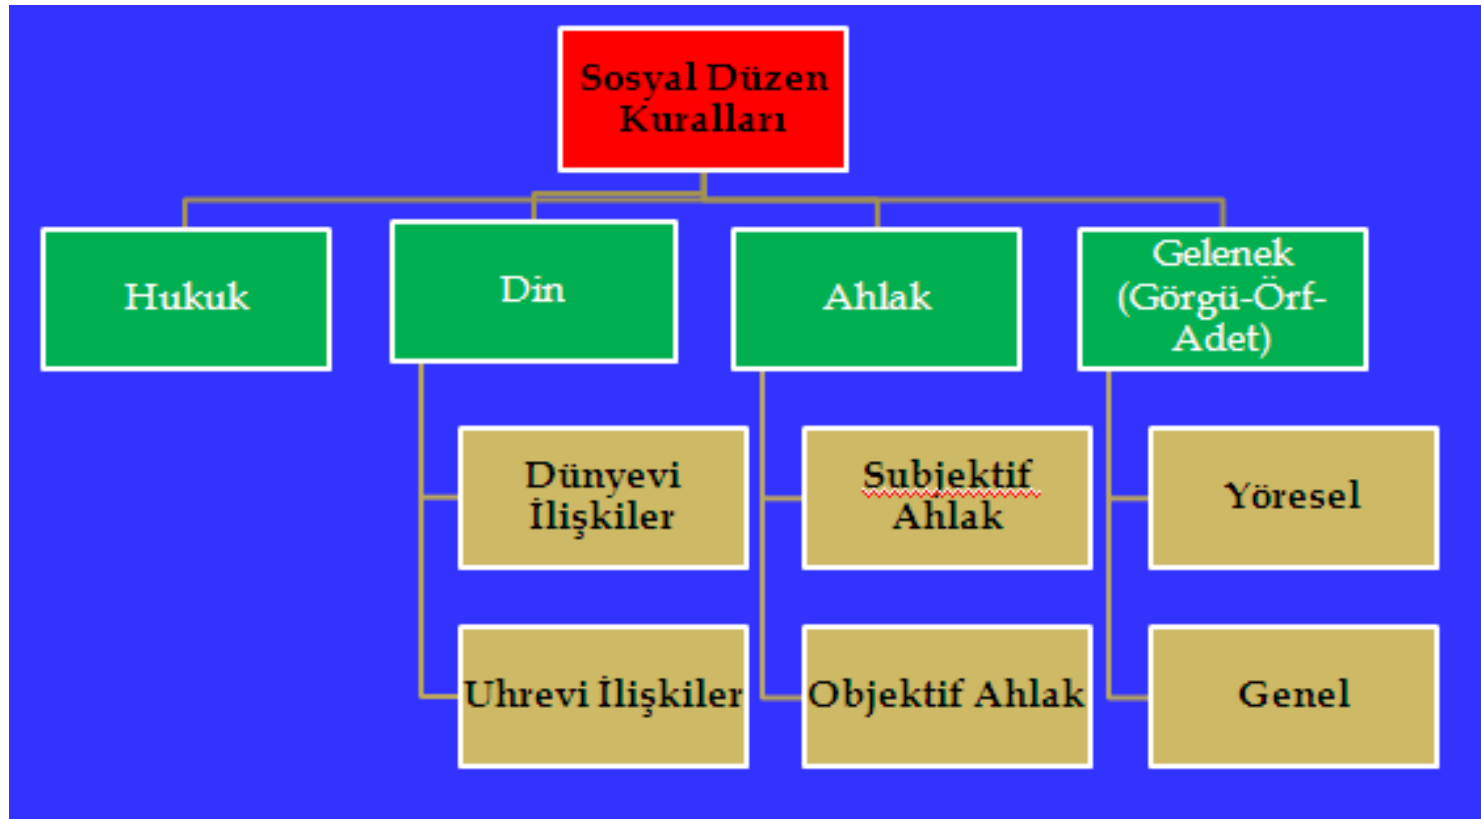 Sosyal Düzen
Kuralları
Hukuk
Din
Ahlak
Gelenek
(Görgü-Örf-
Adet)
Dünyevi
İlişkiler
Subjektif
Ahlak
Yöresel
Uhrevi İlişkiler
Objektif Ahlak
Genel